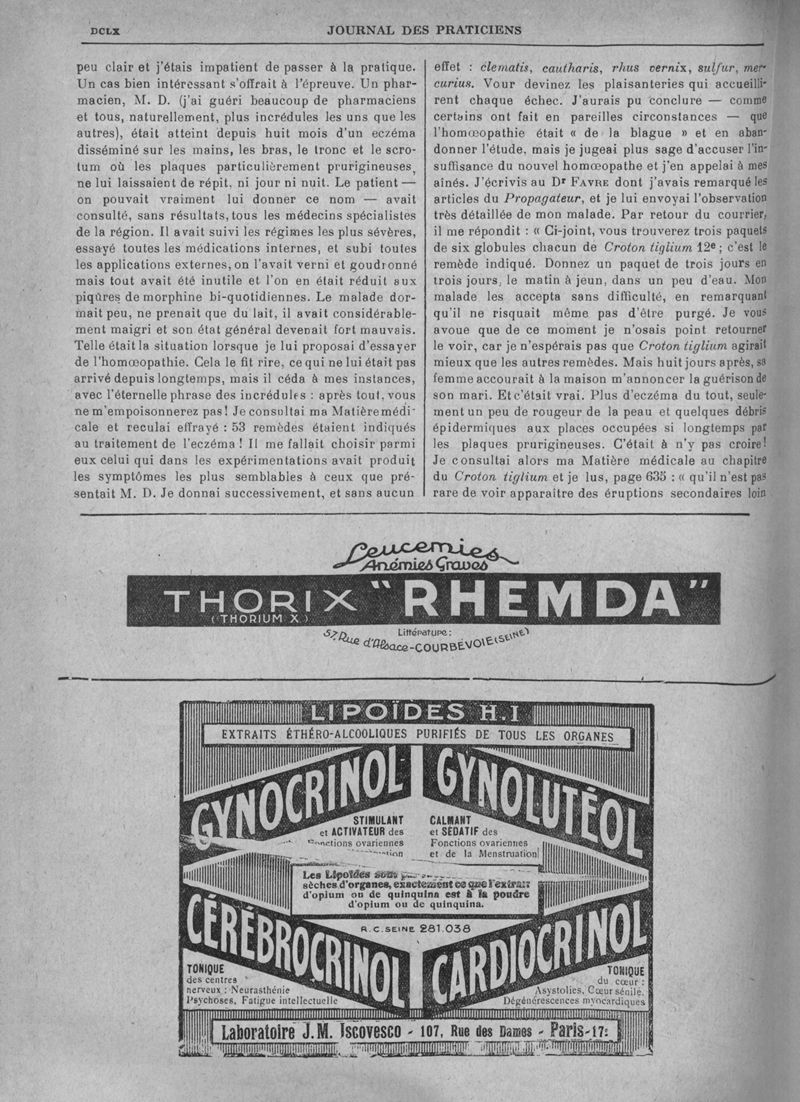 DCLX
JOURNAL DES PRATICIENS
peu clair et j'étais impatient de passer à la pratique.
Un cas bien intéressant s'offrait à l'épreuve. Un phar-
macien, M. D. (j'ai guéri beaucoup de pharmaciens
et tous, naturellement, plus incrédules les uns que les
autres), était atteint depuis huit mois d'un eczéma
disséminé sur les mains, les bras, le tronc et le scro-
tum où les plaques particulièrement prurigineuses,
ne lui laissaient de répit, ni jour ni nuit. Le patient —
on pouvait vraiment lui donner ce nom — avait
consulté, sans résultats, tous les médecins spécialistes
de la région. Il avait suivi les régimes les plus sévères,
essayé toutes les médications internes, et subi toutes
les applications externes, on l'avait verni et goudronné
mais tout avait été inutile et l'on en était réduit aux
piqûres de morphine bi-quotidiennes. Le malade dor-
mait peu, ne prenait que du lait, il avait considérable-
ment maigri et son état général devenait fort mauvais.
Telle était la situation lorsque je lui proposai d'essayer
de l'homœopathie. Cela le fit rire, ce qui ne lui était pas
arrivé depuis longtemps, mais il céda à mes instances,
avec l'éternelle phrase des incrédules : après tout, vous
ne m'empoisonnerez pas! Je consultai ma Matière médi-
cale et reculai effrayé : 53 remèdes étaient indiqués
au traitement de l'eczéma ! Il me fallait choisir parmi
eux celui qui dans les expérimentations avait produit
les symptômes les plus semblables à ceux que pré-
sentait M. D. Je donnai successivement, et sans aucun
effet : clematis, cautharis, rhus vernix, sulfur, mer-
curius. Vour devinez les plaisanteries qui accueilli-
rent chaque échec. J'aurais pu conclure — comme
certains ont fait en pareilles circonstances — que
l'homœopathie était « de la blague » et en aban-
donner l'étude, mais je jugeai plus sage d'accuser l'in-
suffisance du nouvel homœopathe et j'en appelai à mes
aînés. J'écrivis au Dr FAVRE dont j'avais remarqué les
articles du Propagateur, et je lui envoyai l'observation
très détaillée de mon malade. Par retour du courrier,
il me répondit : « Ci-joint, vous trouverez trois paquets
de six globules chacun de Croton tiglium 12e ; c'est le
remède indiqué. Donnez un paquet de trois jours en
trois jours, le matin à jeun, dans un peu d'eau. Mon
malade les accepta sans difficulté, en remarquant
qu'il ne risquait même pas d'être purgé. Je vous
avoue que de ce moment je n'osais point retourner
le voir, car je n'espérais pas que Croton tiglium agirait
mieux que les autres remèdes. Mais huit jours après, sa
femme accourait à la maison m'annoncer la guérison de
son mari. Et c'était vrai. Plus d'eczéma du tout, seule-
ment un peu de rougeur de la peau et quelques débris
épidermiques aux places occupées si longtemps par
les plaques prurigineuses. C'était à n'y pas croire!
Je consultai alors ma Matière médicale au chapitre
du Croton tiglium et je lus, page 635 : « qu'il n'est pas
rare de voir apparaître des éruptions secondaires loin
Leucemies
Anémies Graves
THORIX "RHEMDA"
(THORIUM X)
Littérature:
57, Rue d'Alsace-COURBEVOIE (SEINE)
LIPOÏDES H.I
EXTRAITS ÉTHÉRO-ALCOOLIQUES PURIFIÉS DE TOUS LES ORGANES
GYNOCRINOL
GYNOLUTÉOL
STIMULANT
et ACTIVATEUR des
Fonctions ovariennes
CALMANT
et SÉDATIF des
Fonctions ovariennes
et de la Menstruation
Les Lipoïdes sont
sèches d'organes, exactement ce que l'extrait
d'opium ou de quinquina est à la poudre
d'opium ou de quinquina.
R.C. SEINE 281.038
CÉRÉBROCRINOL
CARDIOCRINOL
TONIQUE
des centres
nerveux : Neurasthénie
Psychoses, Fatigue intellectuelle
TONIQUE
du cœur :
Asystolies, Cœur sénile,
Dégénérescences myocardiques
Laboratoire J.M. Iscovesco - 107, Rue des Dames - Paris-17: